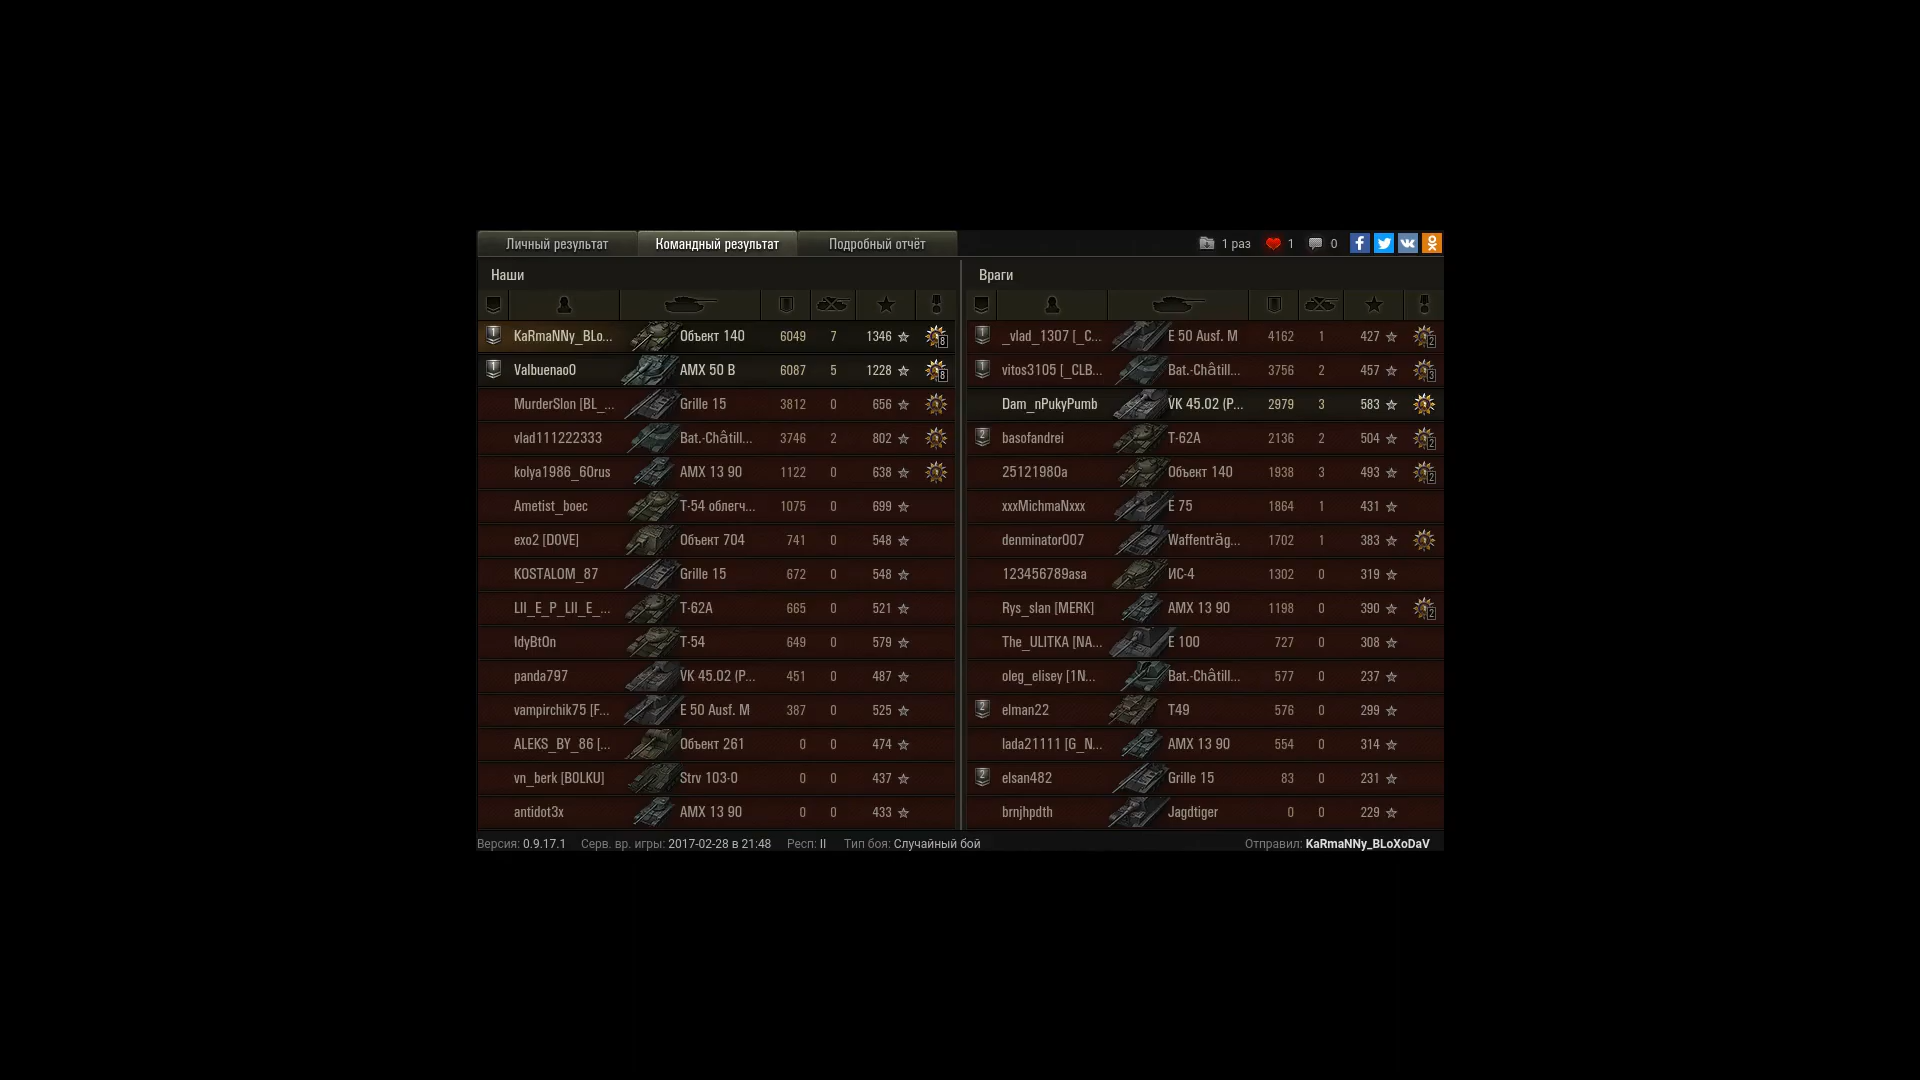 Личный результат Командный результат Подробный отчёт 1 раз 1 0
Наши
KaRmaNNy_BLo... Объект 140 6049 7 1346 8
Valbuenao0 AMX 50 B 6087 5 1228 8
MurderSlon [BL_... Grille 15 3812 0 656
vlad111222333 Bat.-Châtill... 3746 2 802
kolya1986_60rus AMX 13 90 1122 0 638
Ametist_boec Т-54 облегч... 1075 0 699
exo2 [DOVE] Объект 704 741 0 548
KOSTALOM_87 Grille 15 672 0 548
LII_E_P_LII_E_... Т-62А 665 0 521
IdyBtOn Т-54 649 0 579
panda797 VK 45.02 (P... 451 0 487
vampirchik75 [F... E 50 Ausf. M 387 0 525
ALEKS_BY_86 [... Объект 261 0 0 474
vn_berk [BOLKU] Strv 103-0 0 0 437
antidot3x AMX 13 90 0 0 433
Враги
_vlad_1307 [_C... E 50 Ausf. M 4162 1 427 2
vitos3105 [_CLB... Bat.-Châtill... 3756 2 457 3
Dam_nPukyPumb VK 45.02 (P... 2979 3 583
basofandrei Т-62А 2136 2 504 2
25121980a Объект 140 1938 3 493 2
xxxMichmaNxxx E 75 1864 1 431
denminator007 Waffenträg... 1702 1 383
123456789asa ИС-4 1302 0 319
Rys_slan [MERK] AMX 13 90 1198 0 390 2
The_ULITKA [NA... E 100 727 0 308
oleg_elisey [1N... Bat.-Châtill... 577 0 237
elman22 T49 576 0 299
lada21111 [G_N... AMX 13 90 554 0 314
elsan482 Grille 15 83 0 231
brnjhpdth Jagdtiger 0 0 229
Версия: 0.9.17.1 Серв. вр. игры: 2017-02-28 в 21:48 Респ: II Тип боя: Случайный бой Отправил: KaRmaNNy_BLoXoDaV